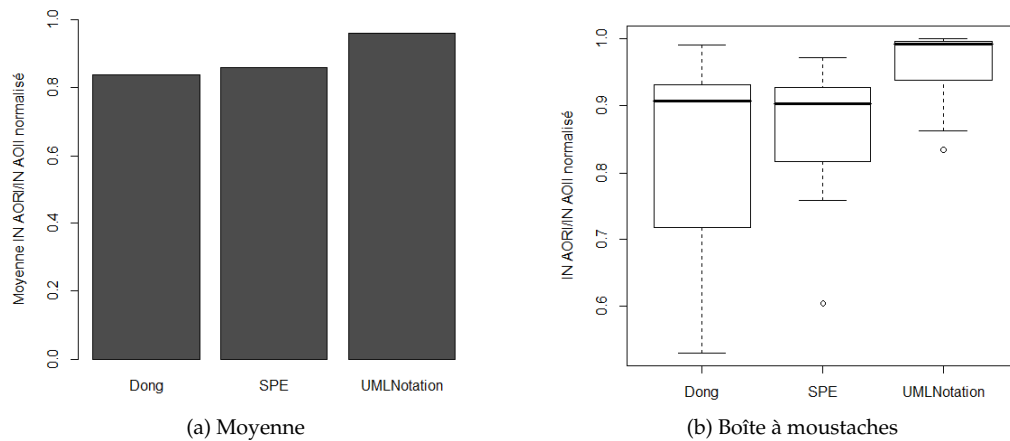 Moyenne IN AORI/IN AOII normalisé
1.0
0.8
0.6
0.4
0.2
0.0
Dong SPE UMLNotation
(a) Moyenne
IN AORI/IN AOII normalisé
1.0
0.9
0.8
0.7
0.6
Dong SPE UMLNotation
(b) Boîte à moustaches